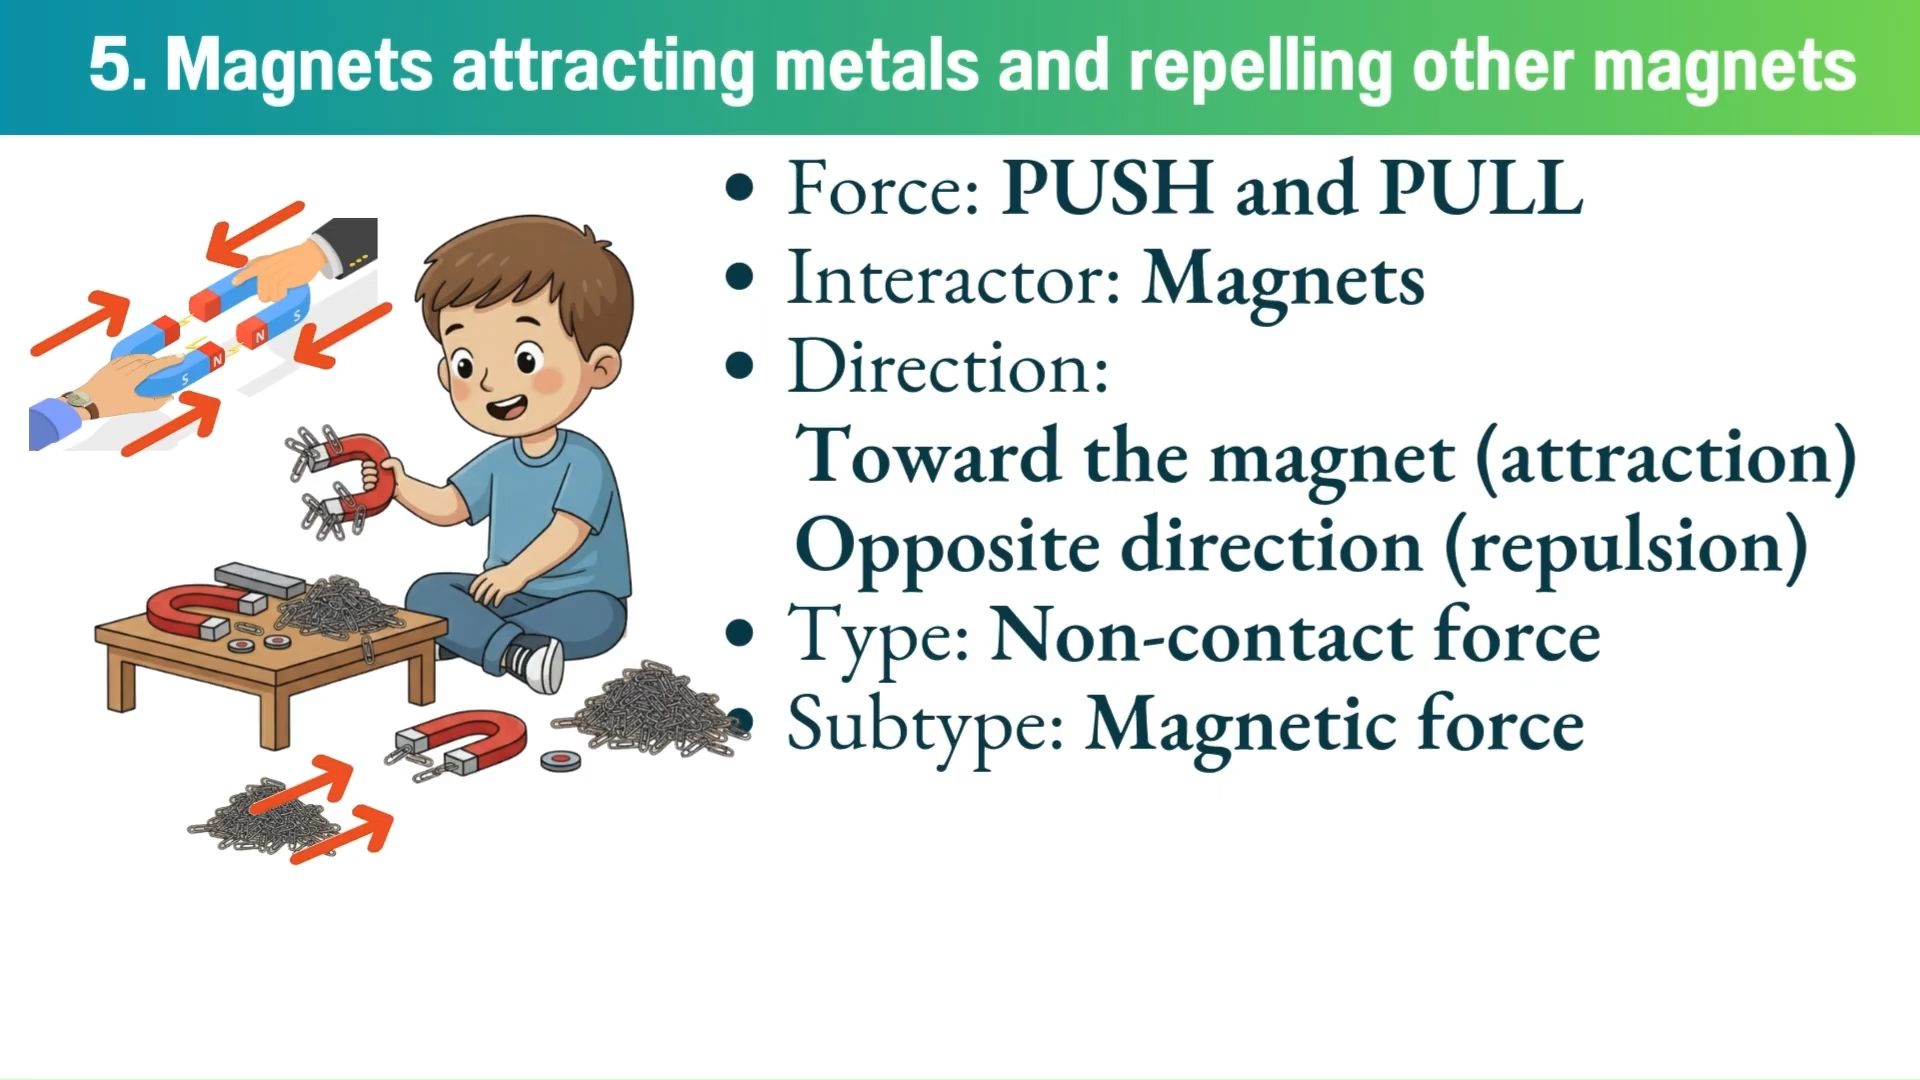 5. Magnets attracting metals and repelling other magnets
• Force: PUSH and PULL
• Interactor: Magnets
• Direction:
Toward the magnet (attraction)
Opposite direction (repulsion)
• Type: Non-contact force
• Subtype: Magnetic force
S
N
N
S